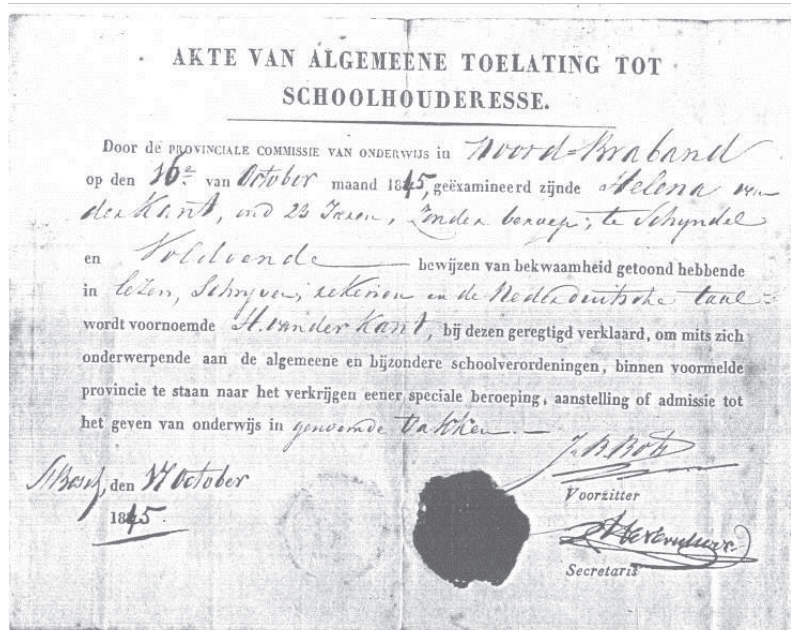 AKTE VAN ALGEMEENE TOELATING TOT
SCHOOLHOUDERESSE.
Door de PROVINCIALE COMMISSIE VAN ONDERWIJS in Noord=Braband
op den 16e. van October maand 1845, geëxamineerd zijnde Helena van
der Kant, oud 23 Jaren, zonder beroep, te Schyndel
en Voldoende bewijzen van bekwaamheid getoond hebbende
in lezen, Schryven, rekenen en de Nederduitsche taal
wordt voornoemde H. van der Kant, bij dezen geregtigd verklaard, om mits zich
onderwerpende aan de algemeene en bijzondere schoolverordeningen, binnen voormelde
provincie te staan naar het verkrijgen eener speciale beroeping, aanstelling of admissie tot
het geven van onderwijs in genoemde vakken.
den 17 October
1845.
Voorzitter
Secretaris